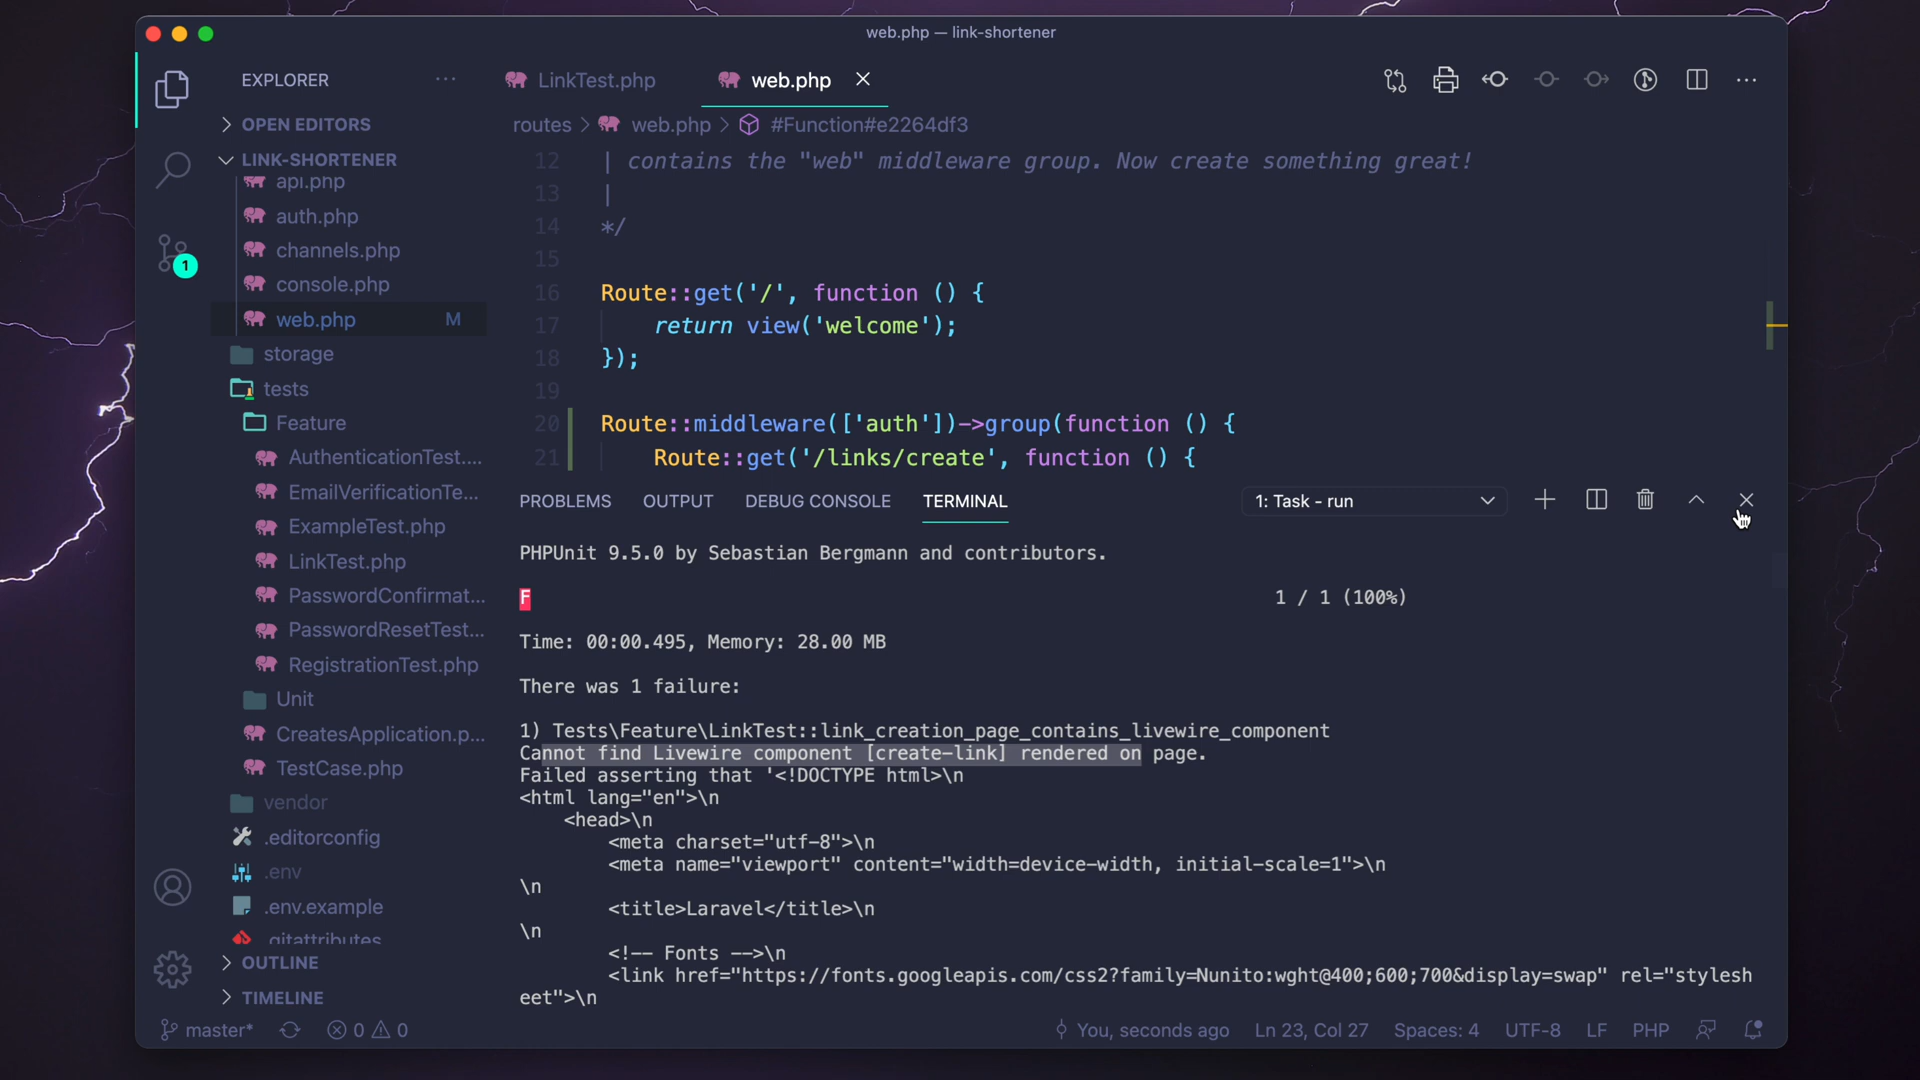 web.php — link-shortener
EXPLORER
LinkTest.php
web.php
OPEN EDITORS
LINK-SHORTENER
api.php
auth.php
channels.php
console.php
web.php M
storage
tests
Feature
AuthenticationTest....
EmailVerificationTe...
ExampleTest.php
LinkTest.php
PasswordConfirmat...
PasswordResetTest...
RegistrationTest.php
Unit
CreatesApplication.p...
TestCase.php
vendor
.editorconfig
.env
.env.example
.gitattributes
OUTLINE
TIMELINE
1
routes > web.php > #Function#e2264df3
12 | contains the "web" middleware group. Now create something great!
13 |
14 */
15
16 Route::get('/', function () {
17 return view('welcome');
18 });
19
20 Route::middleware(['auth'])->group(function () {
21 Route::get('/links/create', function () {
PROBLEMS OUTPUT DEBUG CONSOLE TERMINAL 1: Task - run
PHPUnit 9.5.0 by Sebastian Bergmann and contributors.
F 1 / 1 (100%)
Time: 00:00.495, Memory: 28.00 MB
There was 1 failure:
1) Tests\Feature\LinkTest::link_creation_page_contains_livewire_component
Cannot find Livewire component [create-link] rendered on page.
Failed asserting that '<!DOCTYPE html>\n
<html lang="en">\n
<head>\n
<meta charset="utf-8">\n
<meta name="viewport" content="width=device-width, initial-scale=1">\n
\n
<title>Laravel</title>\n
\n
<!-- Fonts -->\n
<link href="https://fonts.googleapis.com/css2?family=Nunito:wght@400;600;700&display=swap" rel="stylesh
eet">\n
master* 0 0 You, seconds ago Ln 23, Col 27 Spaces: 4 UTF-8 LF PHP